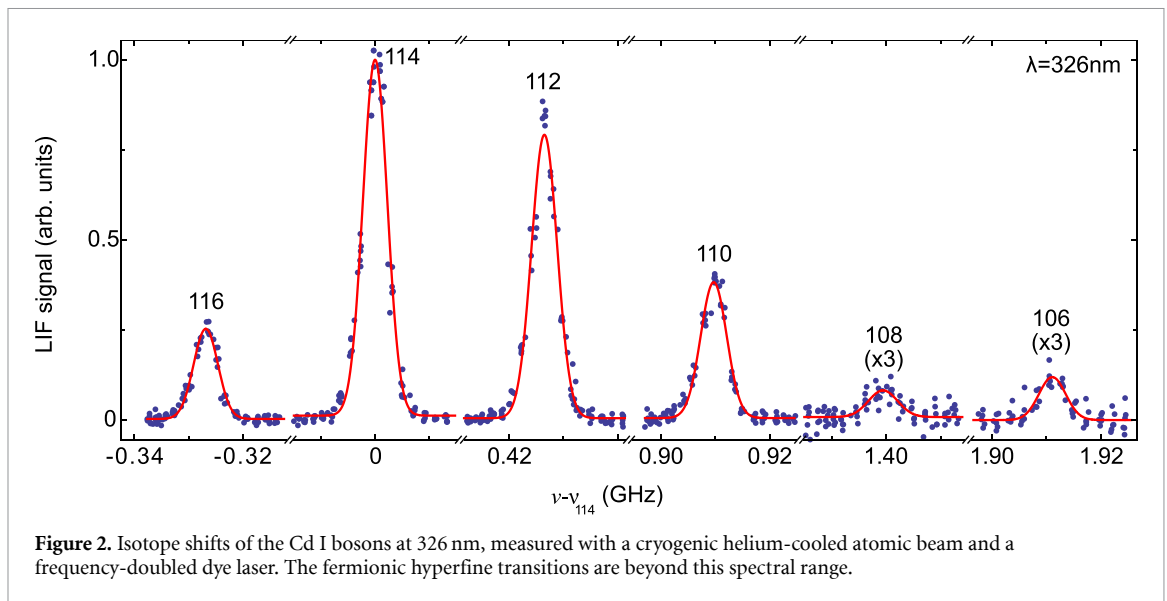 λ=326nm
1.0
0.5
0
LIF signal (arb. units)
116
114
112
110
108
(x3)
106
(x3)
-0.34 -0.32 0 0.42 0.90 0.92 1.40 1.90 1.92
ν-ν114 (GHz)
Figure 2. Isotope shifts of the Cd I bosons at 326 nm, measured with a cryogenic helium-cooled atomic beam and a
frequency-doubled dye laser. The fermionic hyperfine transitions are beyond this spectral range.